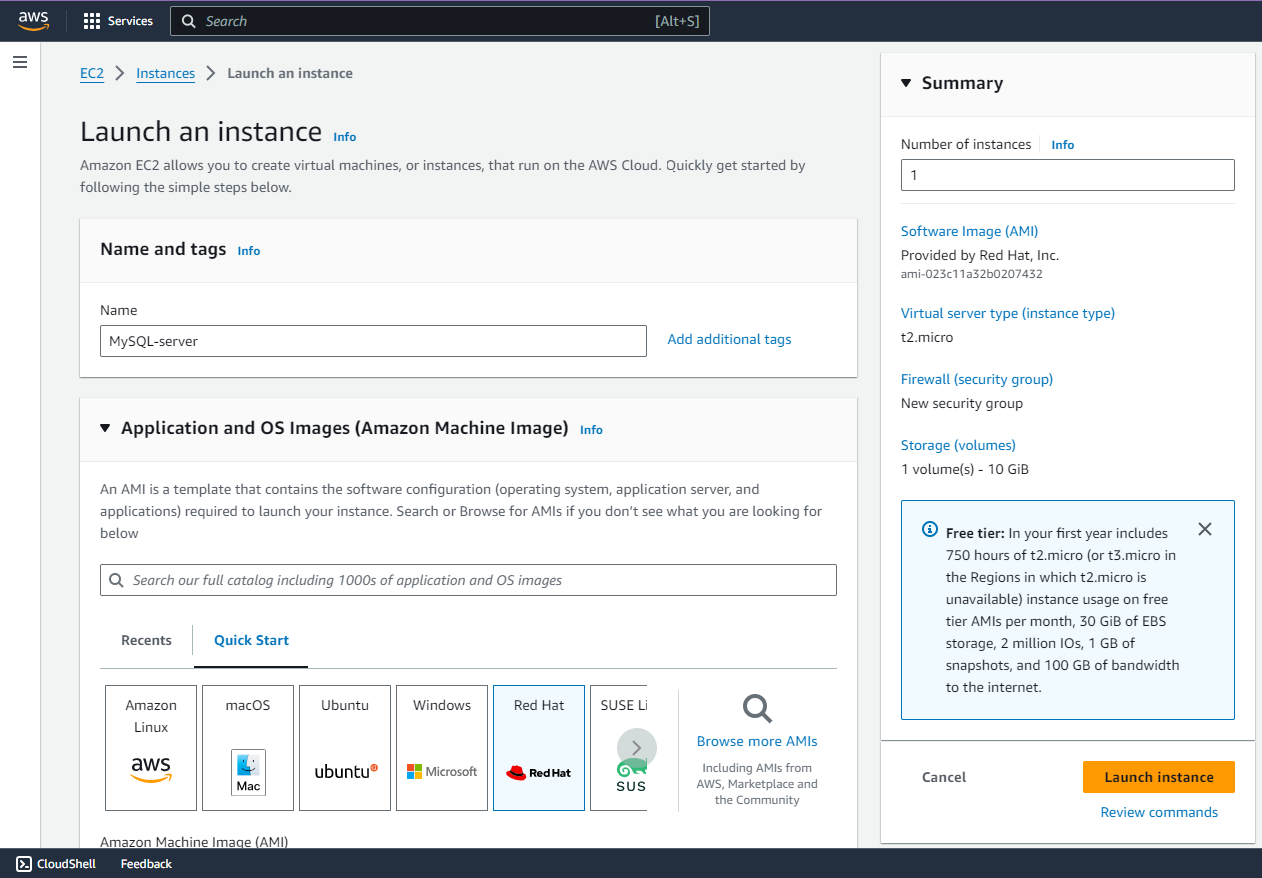 aws
Services
Search
[Alt+S]
EC2
Instances
Launch an instance
Launch an instance
Info
Amazon EC2 allows you to create virtual machines, or instances, that run on the AWS Cloud. Quickly get started by
following the simple steps below.
Name and tags
Info
Name
MySQL-server
Add additional tags
Application and OS Images (Amazon Machine Image)
Info
An AMI is a template that contains the software configuration (operating system, application server, and
applications) required to launch your instance. Search or Browse for AMIs if you don't see what you are looking for
below
Search our full catalog including 1000s of application and OS images
Recents
Quick Start
Amazon
Linux
aws
macOS
Mac
Ubuntu
ubuntu
Windows
Microsoft
Red Hat
Red Hat
SUSE Li
SUS
Browse more AMIs
Including AMIs from
AWS, Marketplace and
the Community
Amazon Machine Image (AMI)
Summary
Number of instances
Info
1
Software Image (AMI)
Provided by Red Hat, Inc.
ami-023c11a32b0207432
Virtual server type (instance type)
t2.micro
Firewall (security group)
New security group
Storage (volumes)
1 volume(s) - 10 GiB
Free tier: In your first year includes
750 hours of t2.micro (or t3.micro in
the Regions in which t2.micro is
unavailable) instance usage on free
tier AMIs per month, 30 GiB of EBS
storage, 2 million IOs, 1 GB of
snapshots, and 100 GB of bandwidth
to the internet.
Cancel
Launch instance
Review commands
CloudShell
Feedback